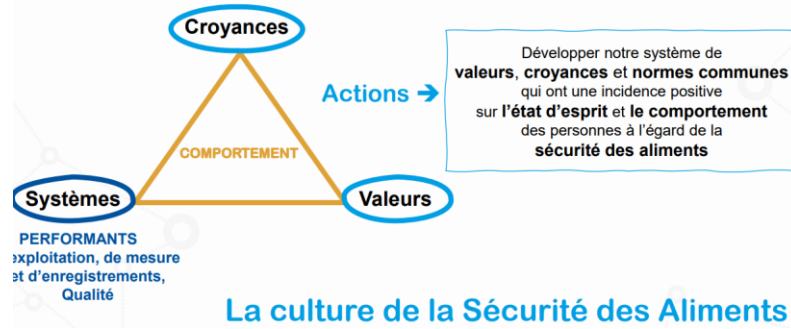 Croyances
Actions →
Développer notre système de
valeurs, croyances et normes communes
qui ont une incidence positive
sur l'état d'esprit et le comportement
des personnes à l'égard de la
sécurité des aliments
COMPORTEMENT
Systèmes
Valeurs
PERFORMANTS
exploitation, de mesure
et d'enregistrements,
Qualité
La culture de la Sécurité des Aliments